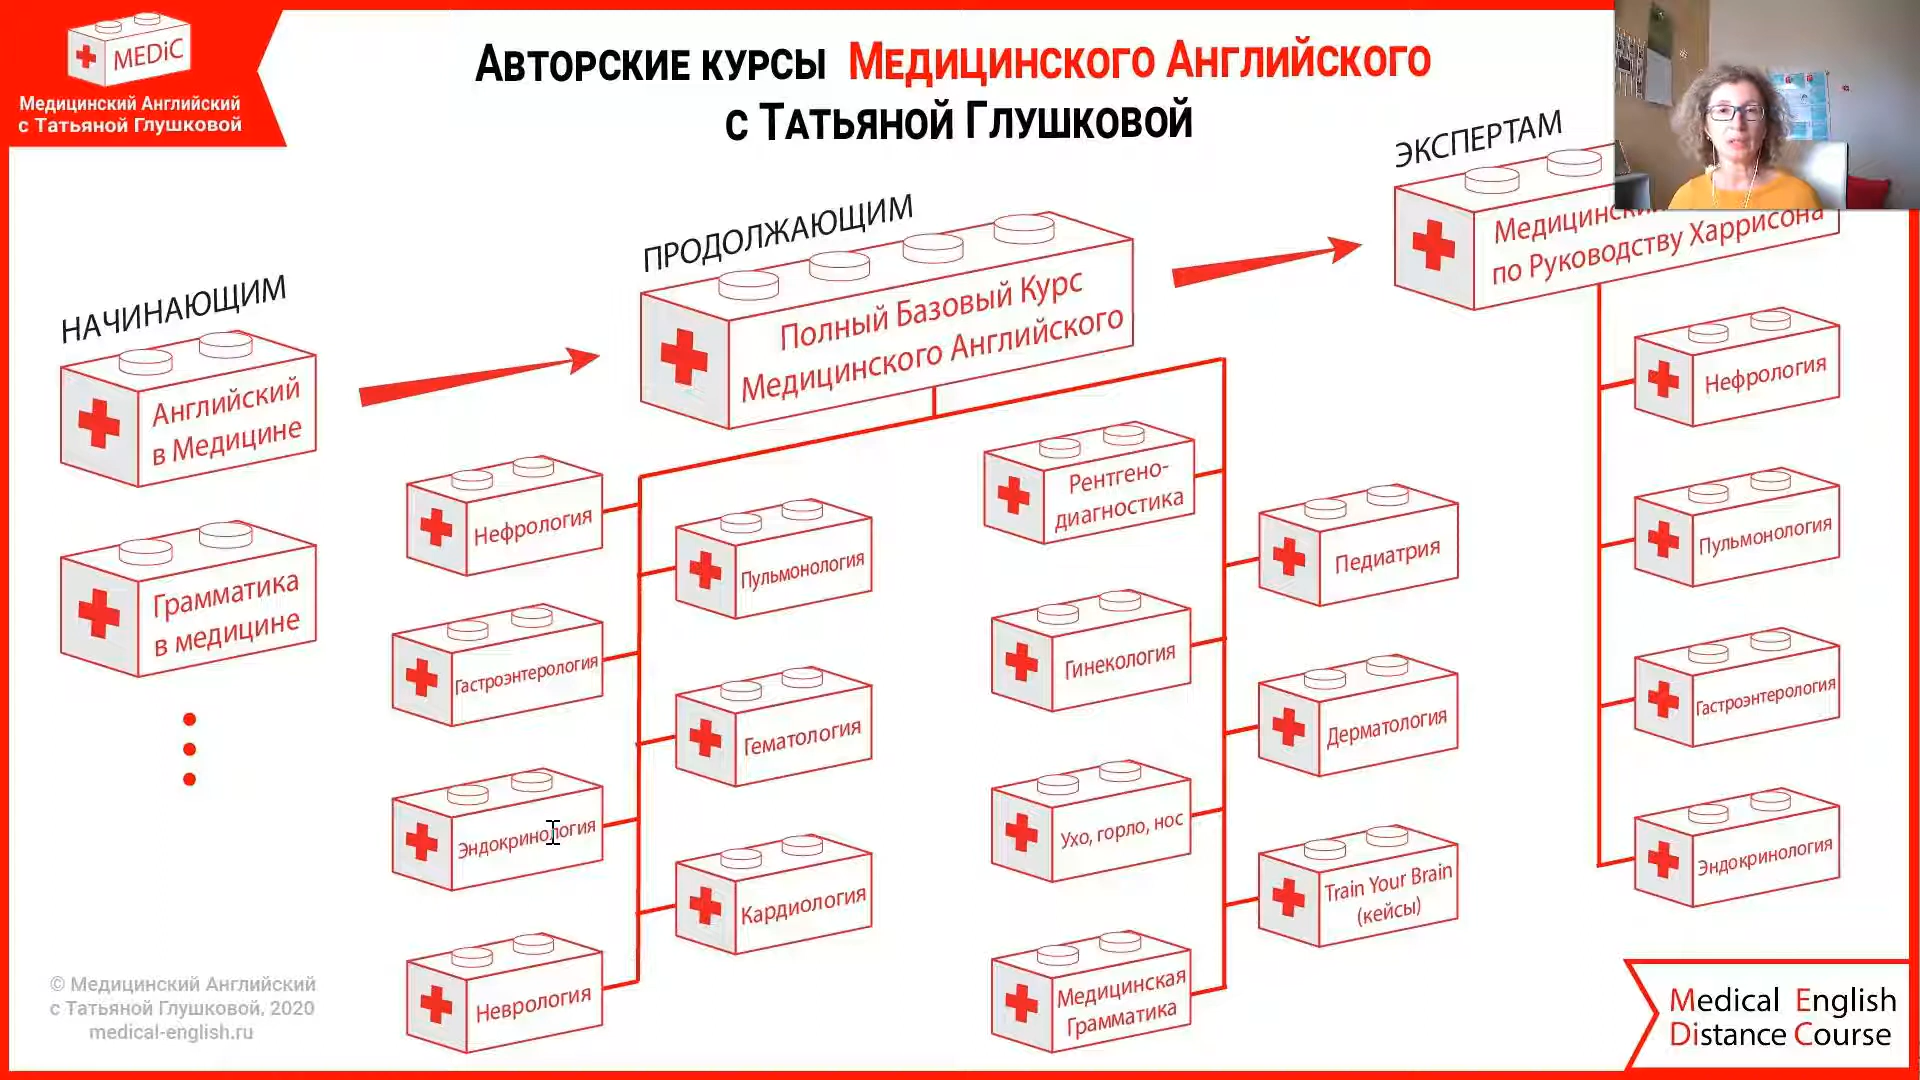 MEDiC
Медицинский Английский
с Татьяной Глушковой
Авторские курсы Медицинского Английского
с Татьяной Глушковой
НАЧИНАЮЩИМ
Английский
в Медицине
Грамматика
в медицине
ПРОДОЛЖАЮЩИМ
Полный Базовый Курс
Медицинского Английского
Нефрология
Пульмонология
Гастроэнтерология
Гематология
Эндокринология
Кардиология
Неврология
Рентгено-
диагностика
Педиатрия
Гинекология
Дерматология
Ухо, горло, нос
Train Your Brain
(кейсы)
Медицинская
Грамматика
ЭКСПЕРТАМ
по Руководству Харрисона
Нефрология
Пульмонология
Гастроэнтерология
Эндокринология
© Медицинский Английский
с Татьяной Глушковой, 2020
medical-english.ru
Medical English
Distance Course